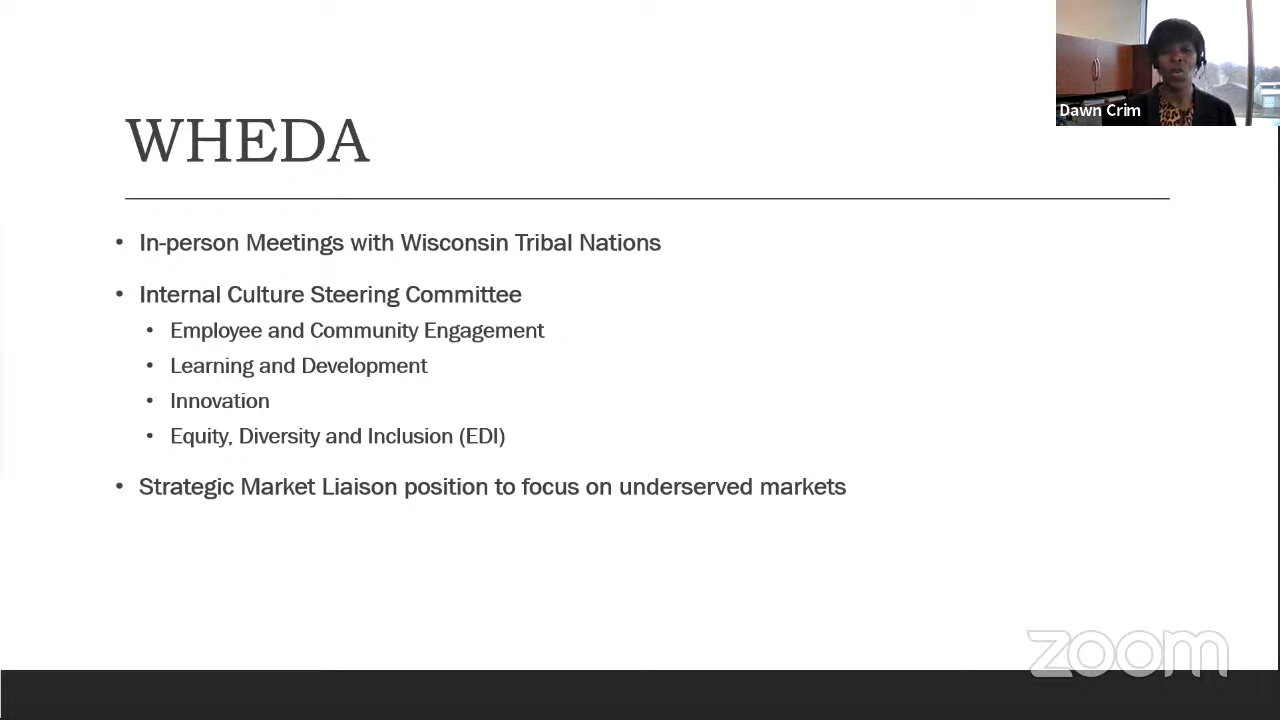 Dawn Crim
WHEDA
• In-person Meetings with Wisconsin Tribal Nations
• Internal Culture Steering Committee
• Employee and Community Engagement
• Learning and Development
• Innovation
• Equity, Diversity and Inclusion (EDI)
• Strategic Market Liaison position to focus on underserved markets
zoom